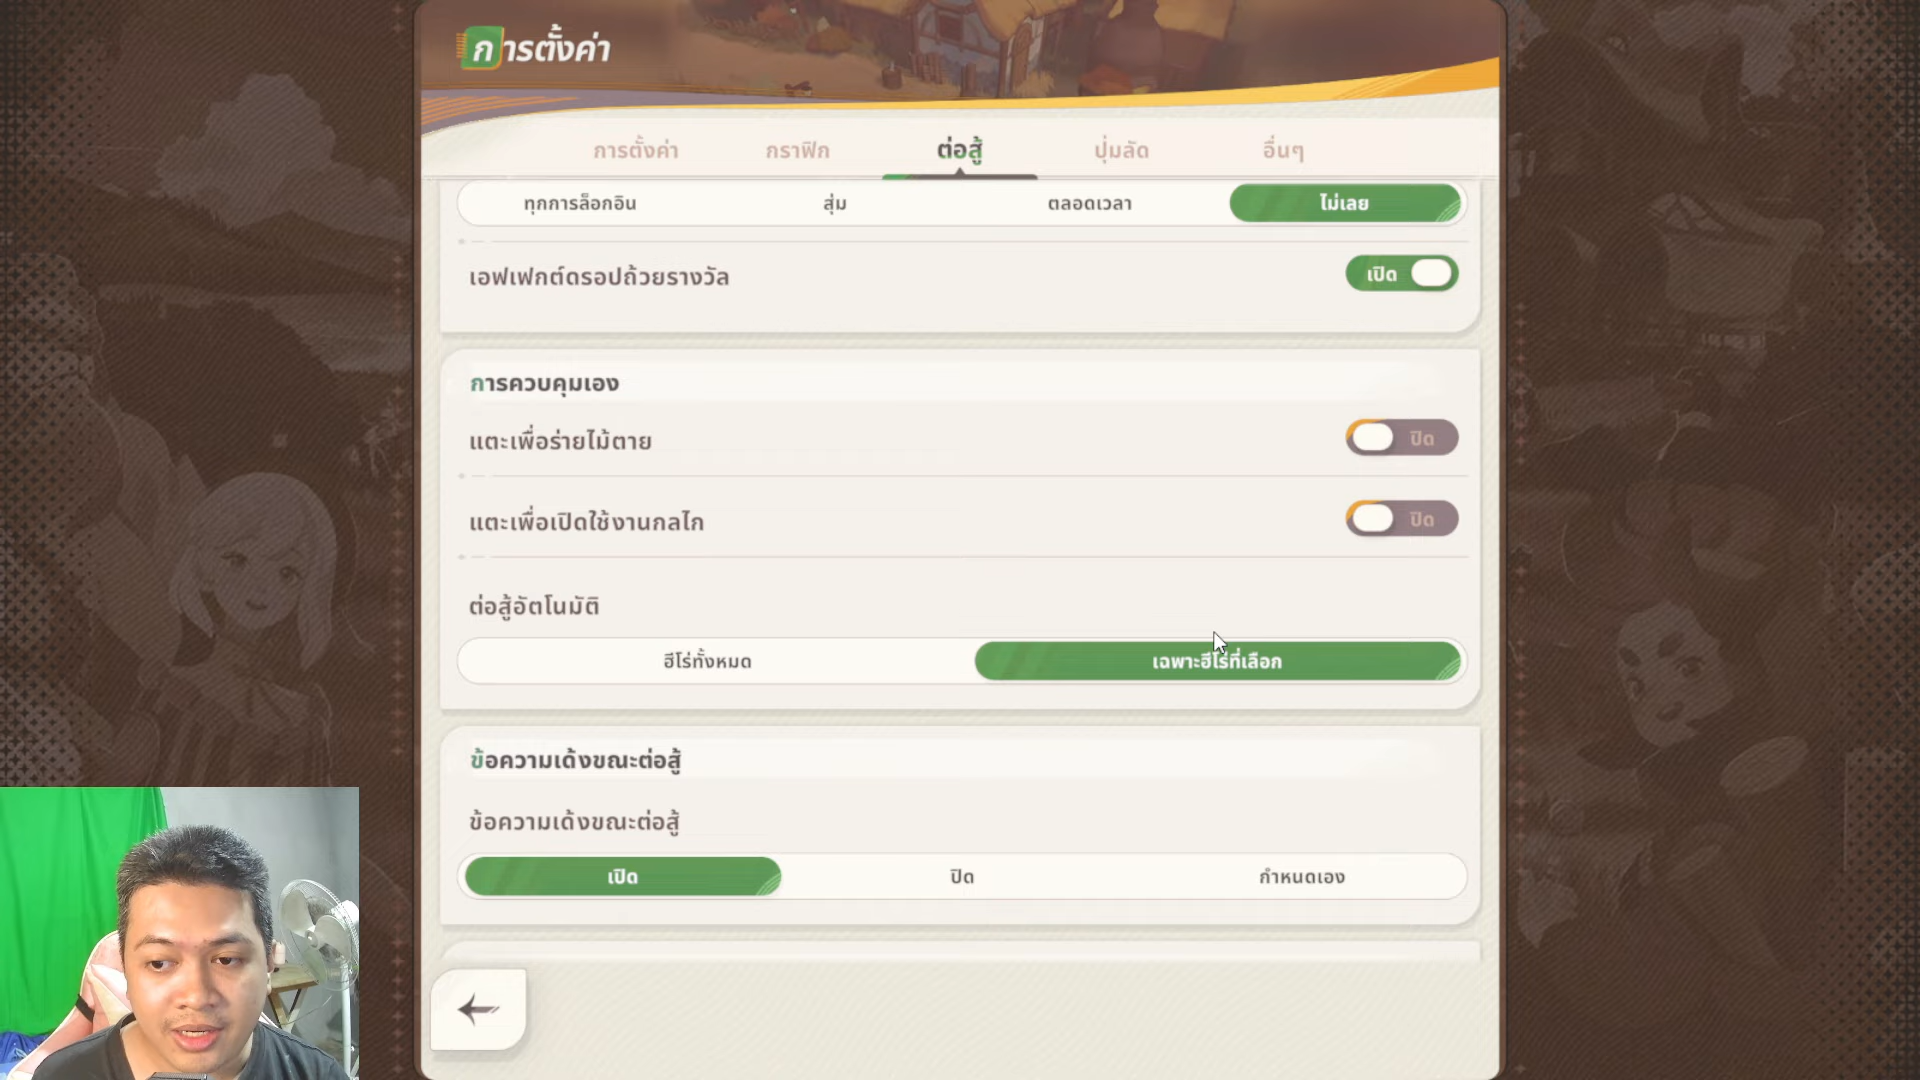 การตั้งค่า
การตั้งค่า กราฟิก ต่อสู้ ปุ่มลัด อื่นๆ
ทุกการล็อกอิน สุ่ม ตลอดเวลา ไม่เลย
เอฟเฟกต์ดรอปถ้วยรางวัล เปิด
การควบคุมเอง
แตะเพื่อร่ายไม้ตาย ปิด
แตะเพื่อเปิดใช้งานกลไก ปิด
ต่อสู้อัตโนมัติ
ฮีโร่ทั้งหมด เฉพาะฮีโร่ที่เลือก
ข้อความเด้งขณะต่อสู้
ข้อความเด้งขณะต่อสู้
เปิด ปิด กำหนดเอง